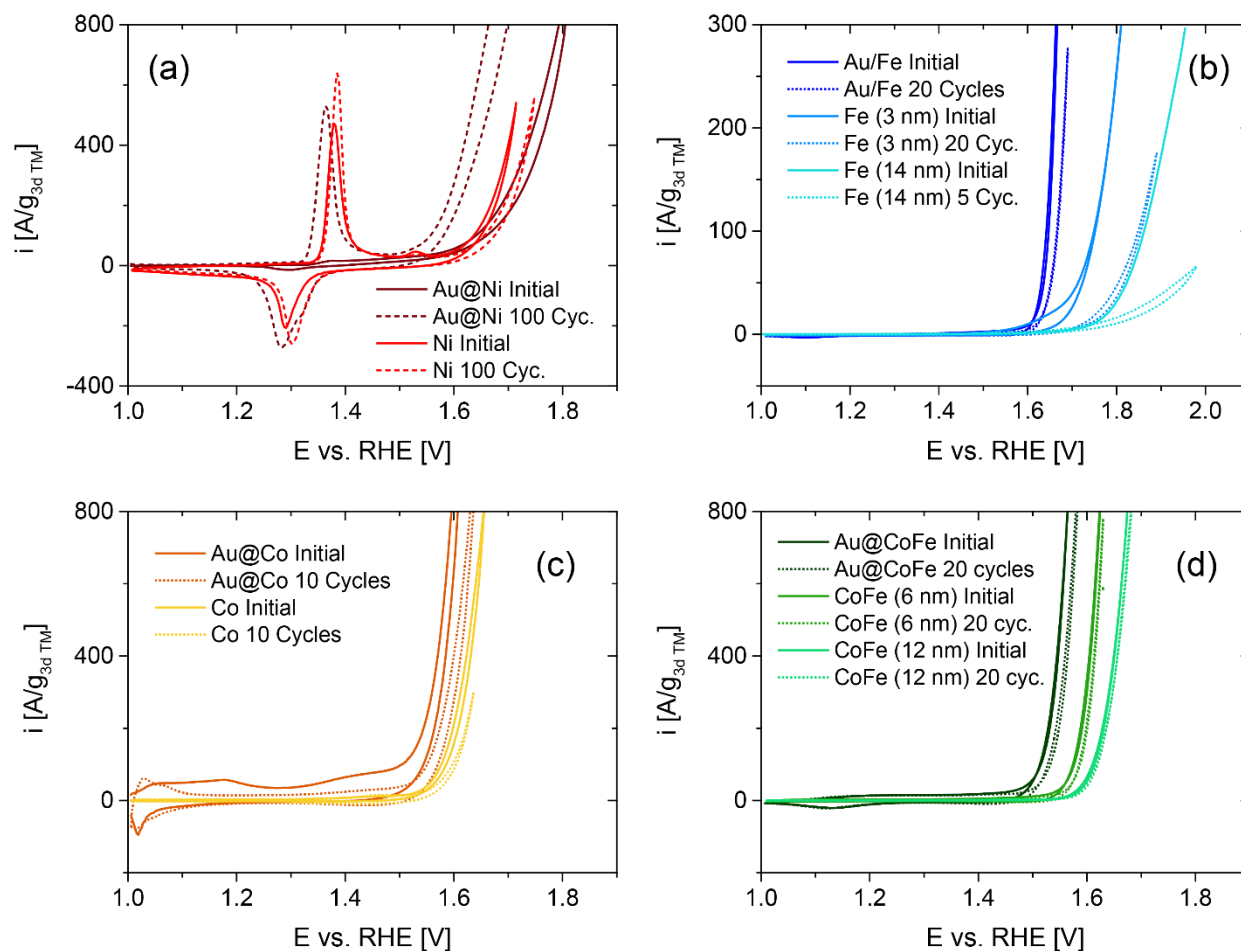 800
400
0
-400
i [A/g3d TM]
(a)
Au@Ni Initial
Au@Ni 100 Cyc.
Ni Initial
Ni 100 Cyc.
1.0 1.2 1.4 1.6 1.8
E vs. RHE [V]
300
200
100
0
i [A/g3d TM]
(b)
Au/Fe Initial
Au/Fe 20 Cycles
Fe (3 nm) Initial
Fe (3 nm) 20 Cyc.
Fe (14 nm) Initial
Fe (14 nm) 5 Cyc.
1.0 1.2 1.4 1.6 1.8 2.0
E vs. RHE [V]
800
400
0
i [A/g3d TM]
(c)
Au@Co Initial
Au@Co 10 Cycles
Co Initial
Co 10 Cycles
1.0 1.2 1.4 1.6 1.8
E vs. RHE [V]
800
400
0
i [A/g3d TM]
(d)
Au@CoFe Initial
Au@CoFe 20 cycles
CoFe (6 nm) Initial
CoFe (6 nm) 20 cyc.
CoFe (12 nm) Initial
CoFe (12 nm) 20 cyc.
1.0 1.2 1.4 1.6 1.8
E vs. RHE [V]